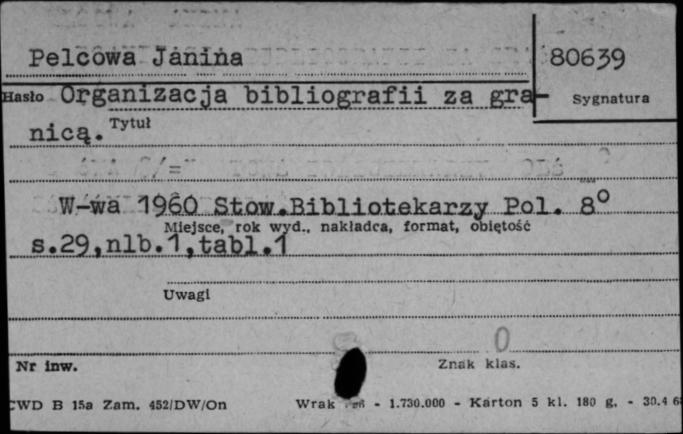 Pelcowa Janina
80639
Hasło Organizacja bibliografii za gra-
Sygnatura
nicą. Tytuł
W-wa 1960 Stow.Bibliotekarzy Pol. 8°
Miejsce, rok wyd., nakładca, format, objętość
s.29,nlb.1,tabl.1
Uwagi
0
Nr inw.
Znak klas.
CWD B 15a Zam. 452/DW/On
Wrak - 1.730.000 - Karton 5 kl. 180 g. - 30.4